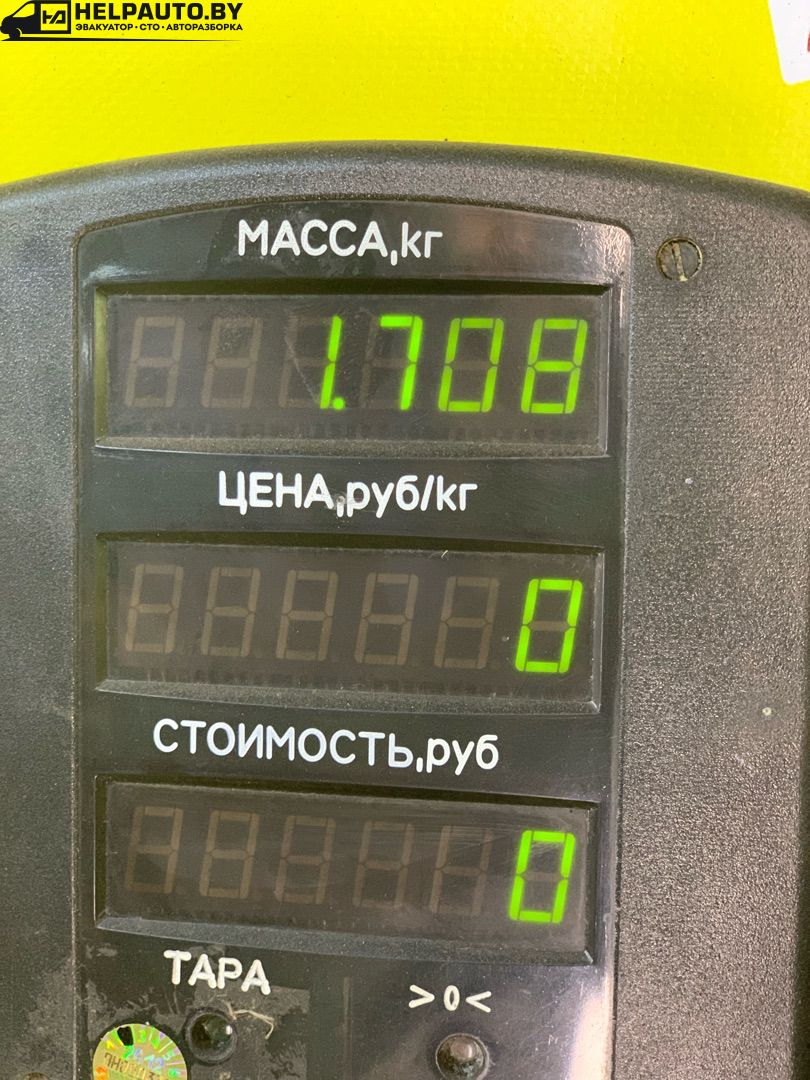 HELPAUTO.BY
ЭВАКУАТОР · СТО · АВТОРАЗБОРКА
МАССА,кг
1.708
ЦЕНА,руб/кг
0
СТОИМОСТЬ,руб
0
ТАРА
>0<